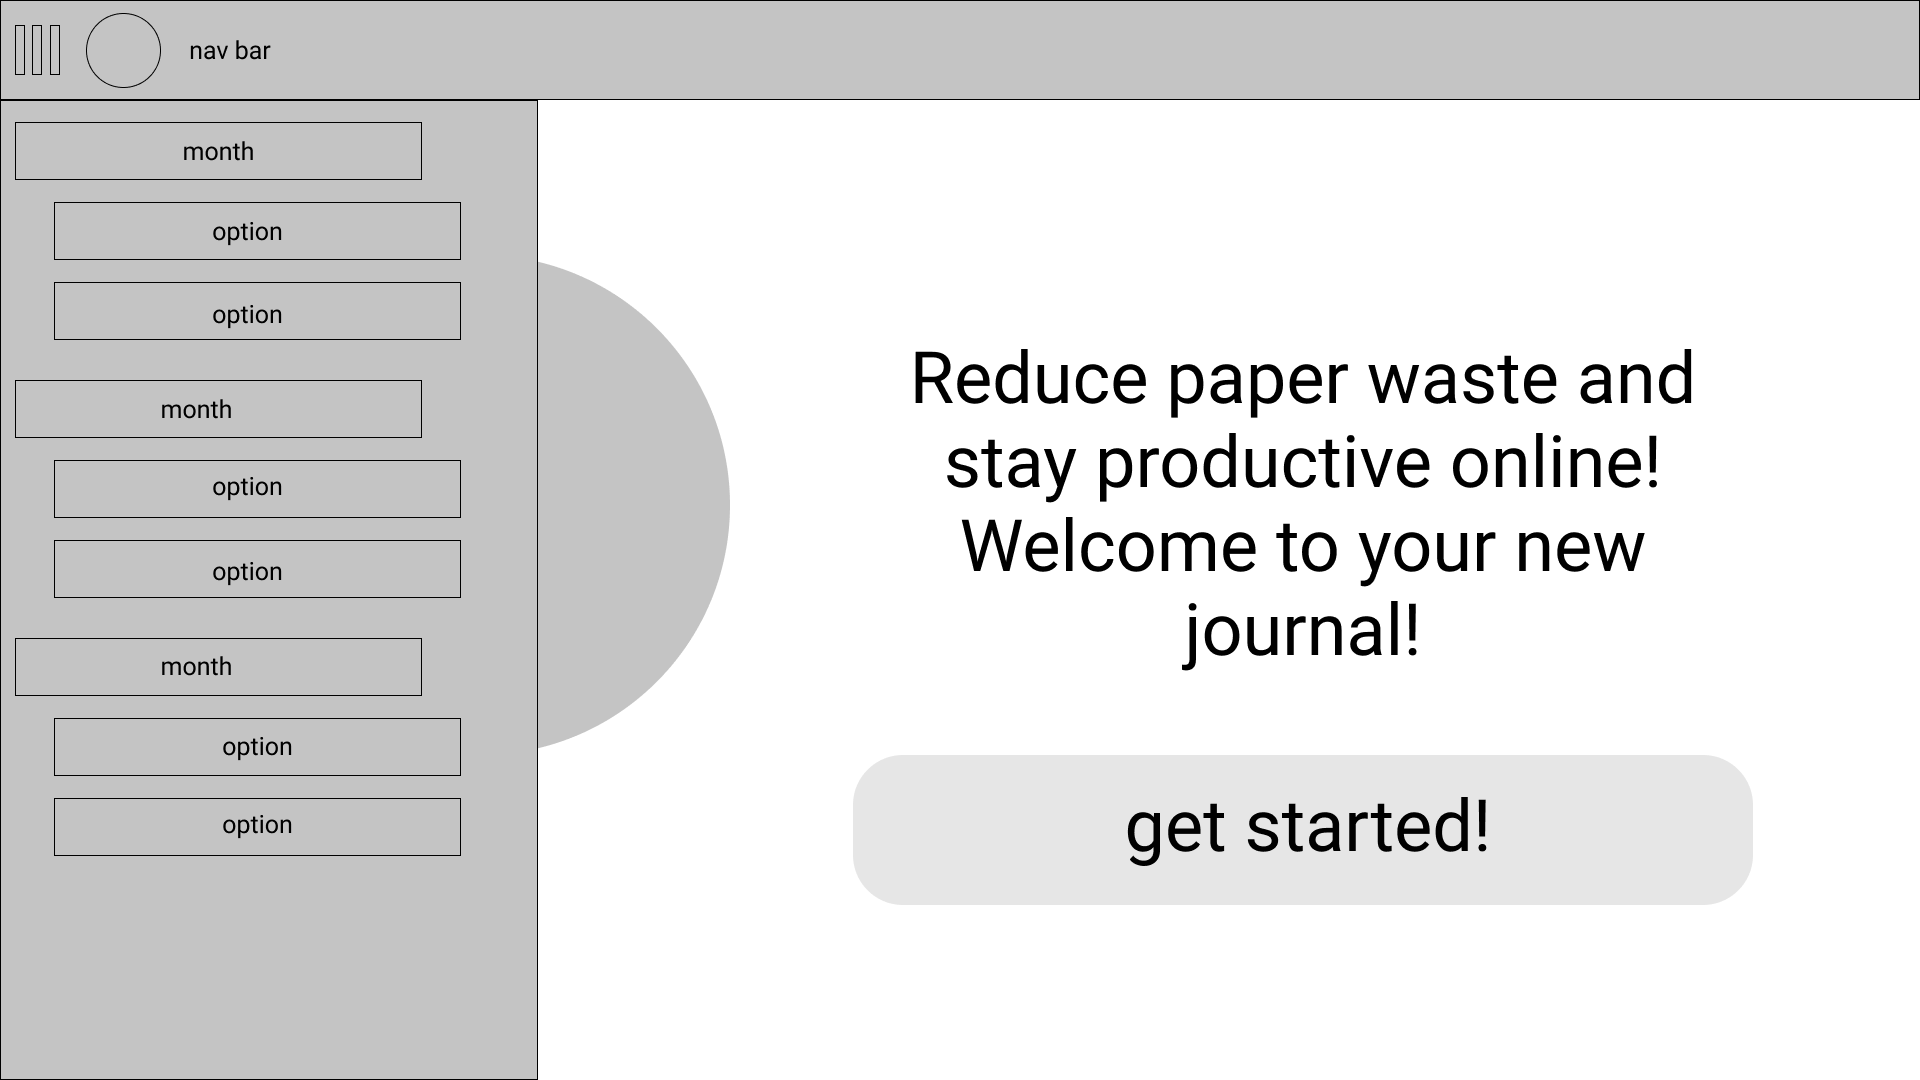 nav bar
month
option
option
month
option
option
month
option
option
Reduce paper waste and
stay productive online!
Welcome to your new
journal!
get started!